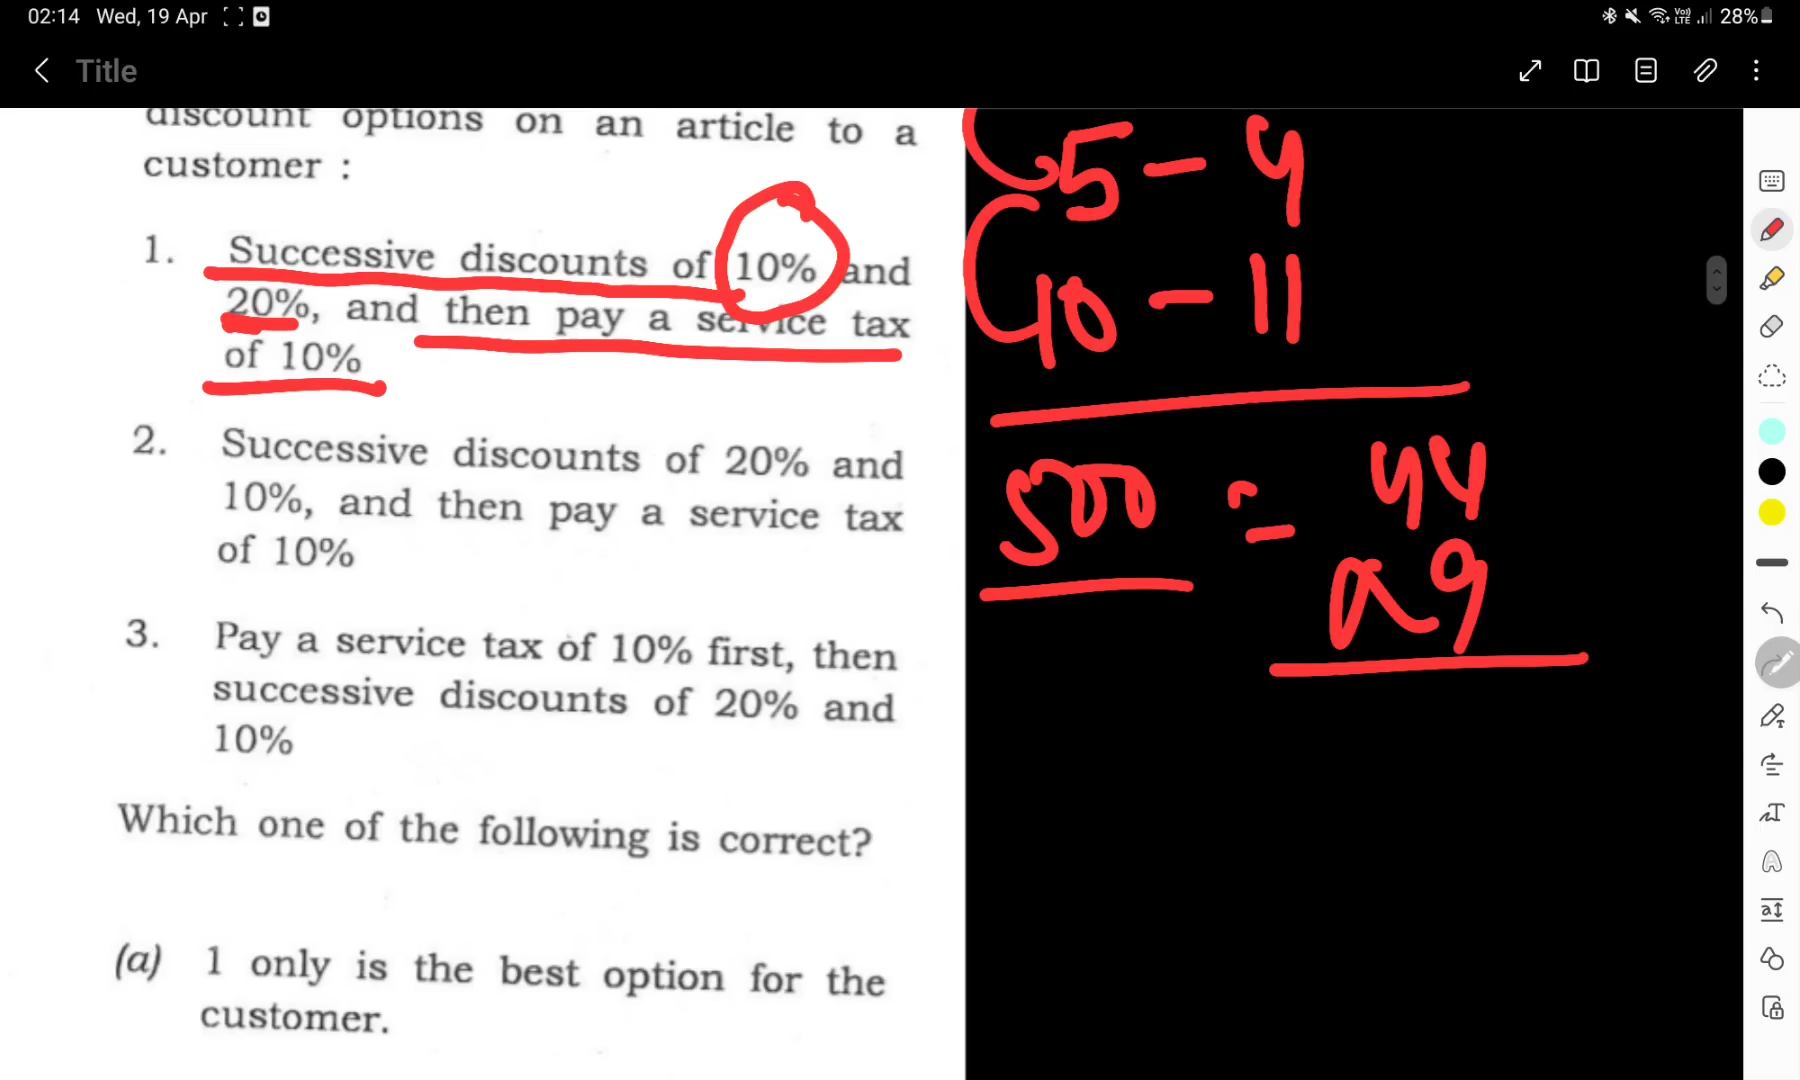 02:14 Wed, 19 Apr
Vo)) LTE 28%
Title
discount options on an article to a
customer :
1. Successive discounts of 10% and
20%, and then pay a service tax
of 10%
2. Successive discounts of 20% and
10%, and then pay a service tax
of 10%
3. Pay a service tax of 10% first, then
successive discounts of 20% and
10%
Which one of the following is correct?
(a) 1 only is the best option for the
customer.
5 – 4
10 – 11
500 = 44